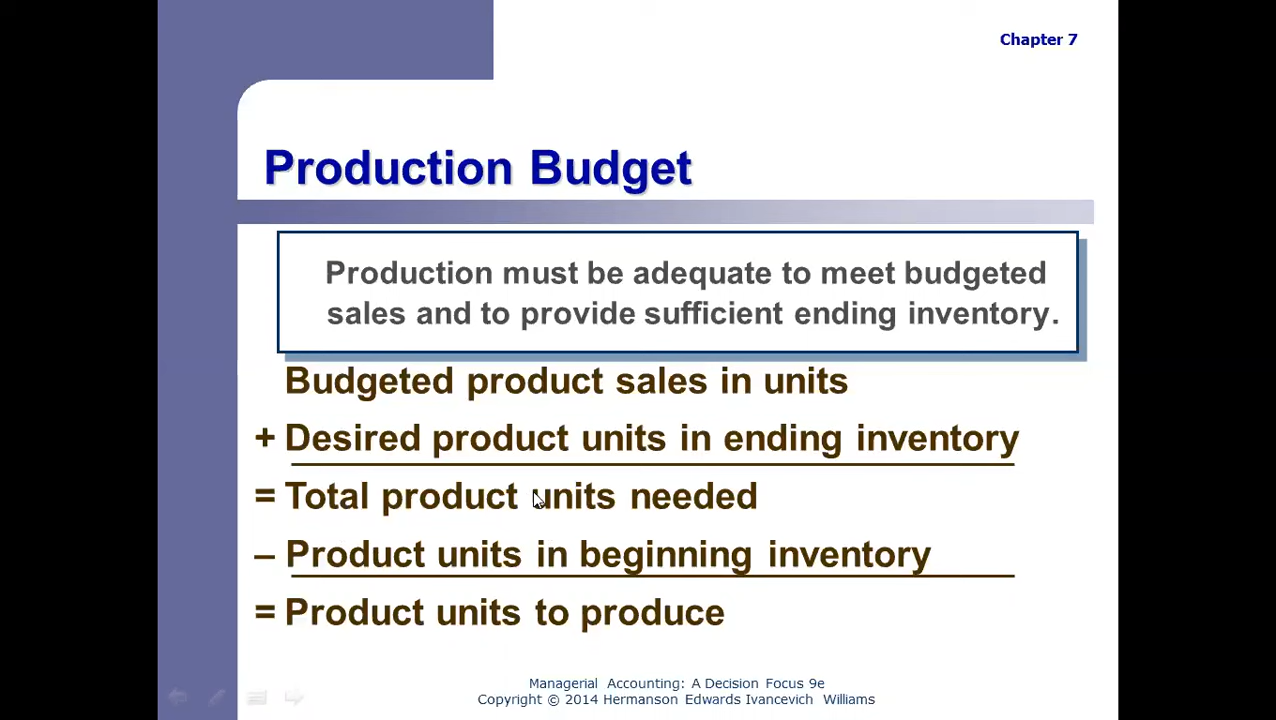 Chapter 7
Production Budget
Production must be adequate to meet budgeted
sales and to provide sufficient ending inventory.
Budgeted product sales in units
+ Desired product units in ending inventory
= Total product units needed
– Product units in beginning inventory
= Product units to produce
Managerial Accounting: A Decision Focus 9e
Copyright © 2014 Hermanson Edwards Ivancevich Williams